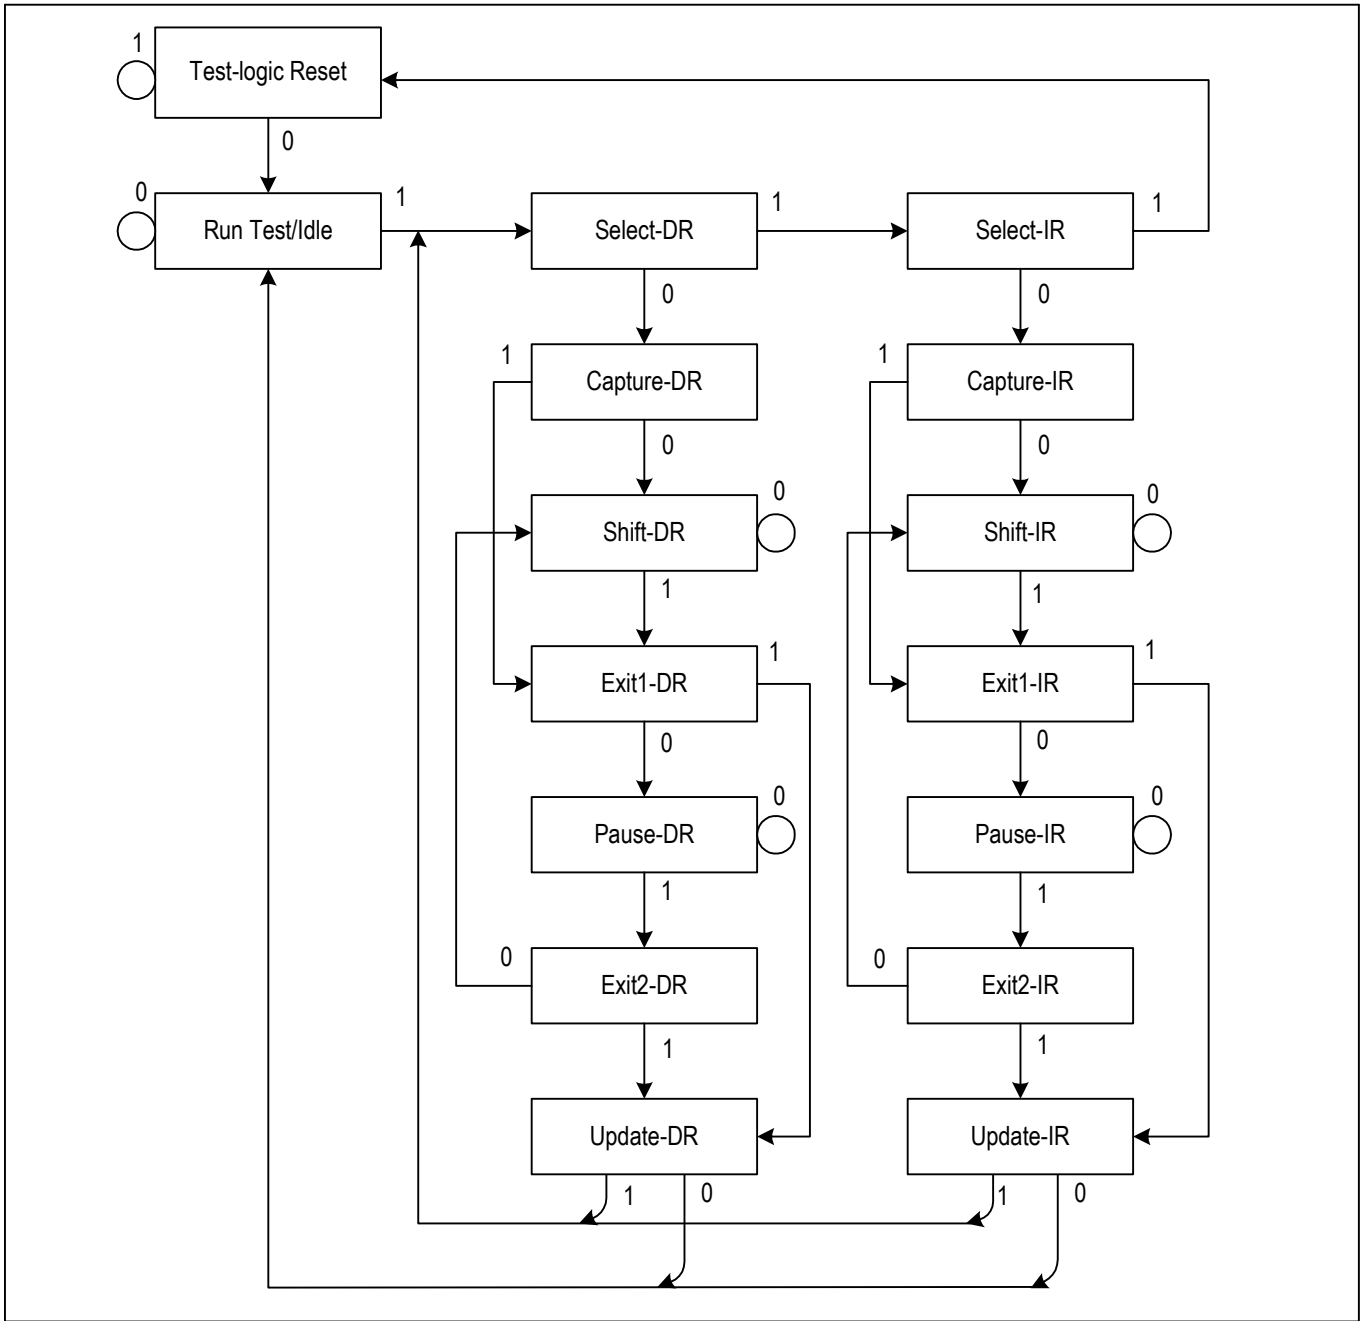 1
Test-logic Reset
0
0
Run Test/Idle
1
Select-DR
1
Select-IR
1
0
0
1
Capture-DR
1
Capture-IR
0
0
0
0
Shift-DR
Shift-IR
1
1
1
1
Exit1-DR
Exit1-IR
0
0
0
0
Pause-DR
Pause-IR
1
1
0
0
Exit2-DR
Exit2-IR
1
1
Update-DR
Update-IR
1
0
1
0